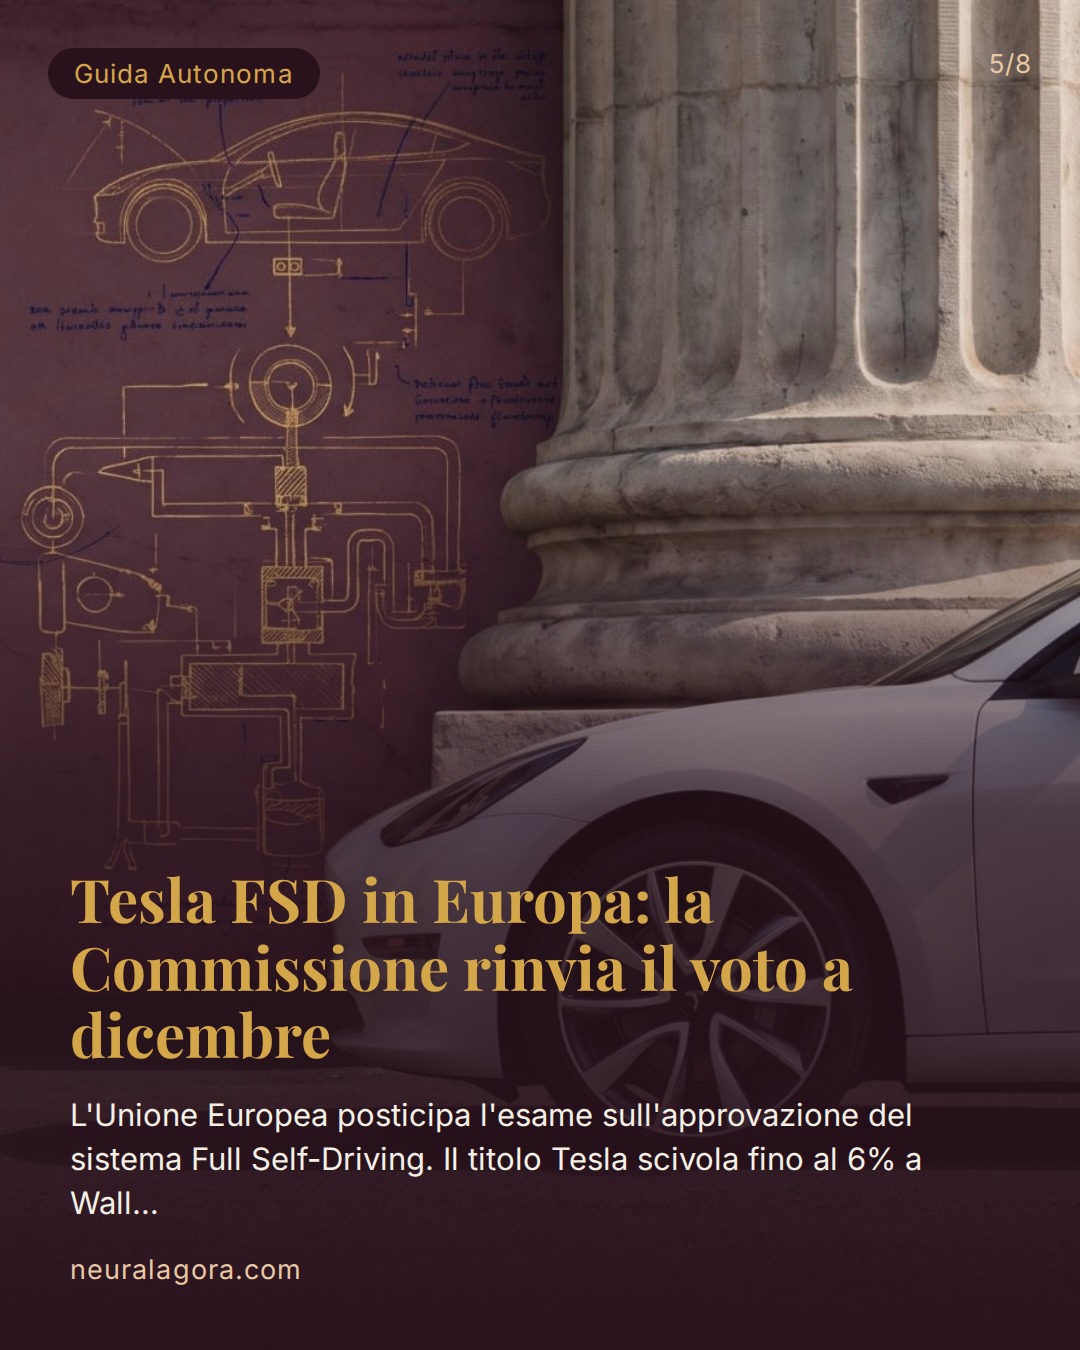 Guida Autonoma
5/8
Tesla FSD in Europa: la
Commissione rinvia il voto a
dicembre
L'Unione Europea posticipa l'esame sull'approvazione del
sistema Full Self-Driving. Il titolo Tesla scivola fino al 6% a
Wall...
neuralagora.com